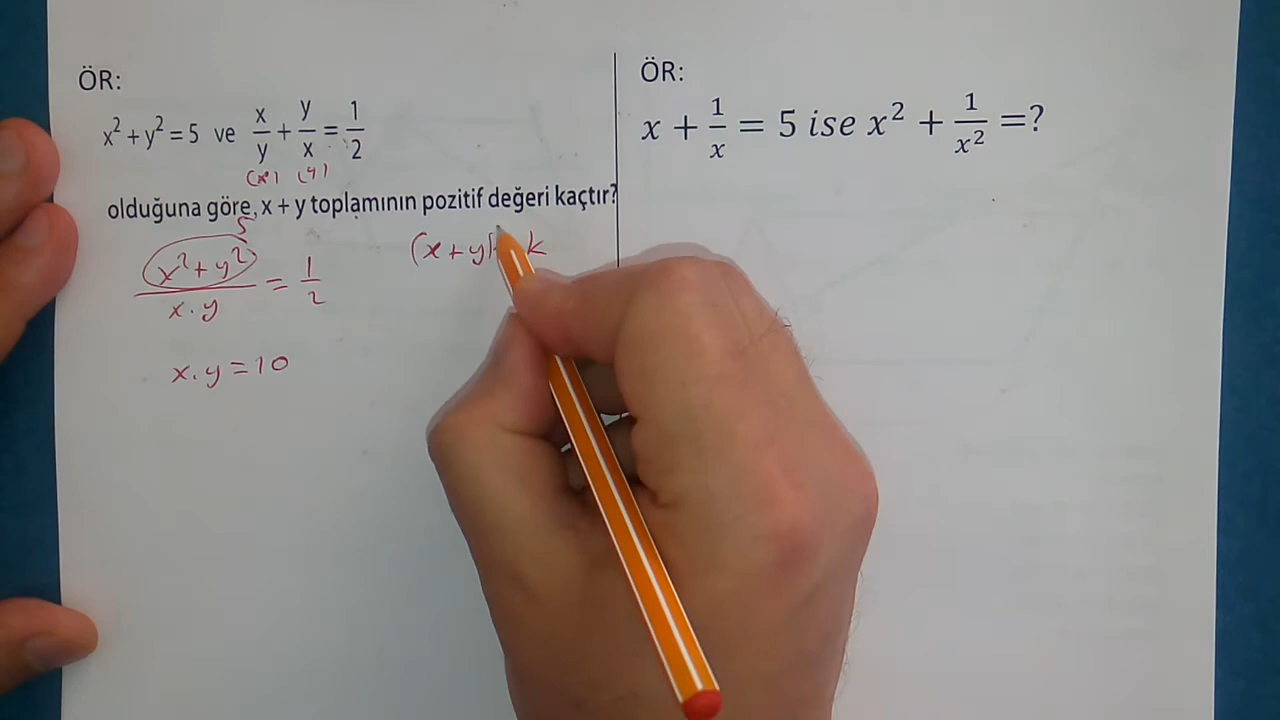 ÖR:
x² + y² = 5 ve x/y + y/x = 1/2
(x) (y)
olduğuna göre, x + y toplamının pozitif değeri kaçtır?
5
x² + y² / x . y = 1/2
(x + y) k
x . y = 10
ÖR:
x + 1/x = 5 ise x² + 1/x² =?